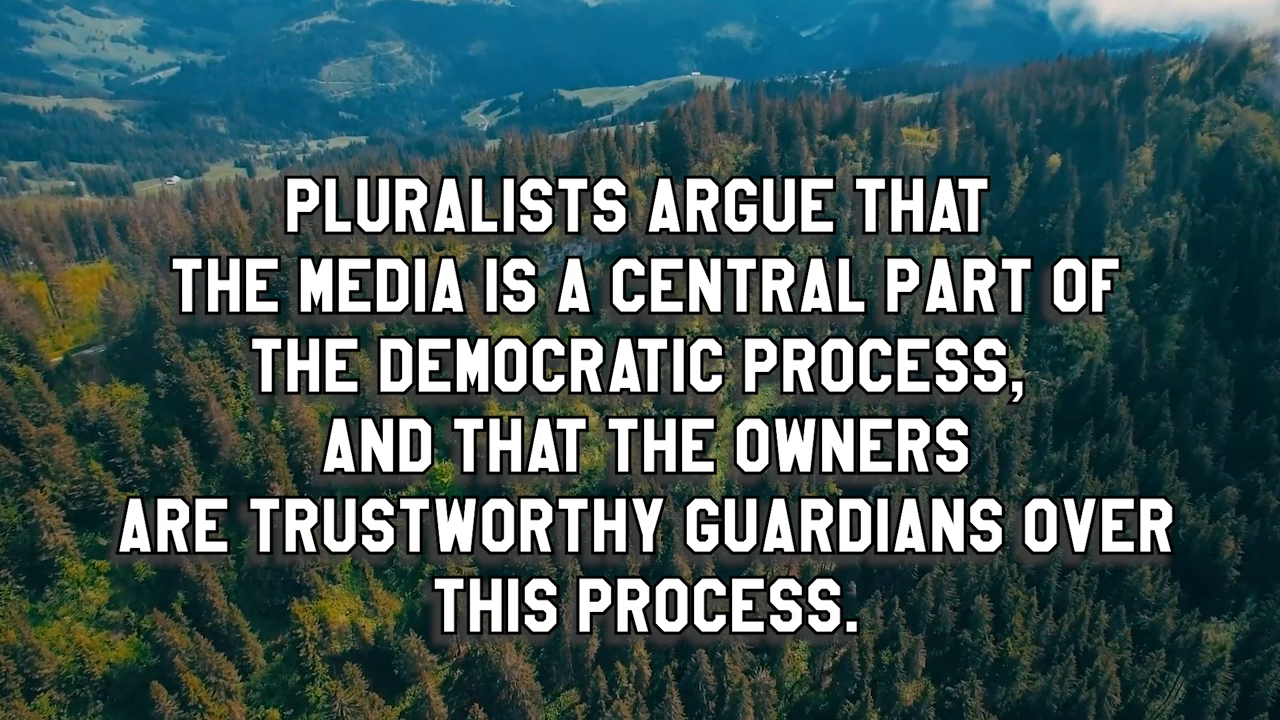 PLURALISTS ARGUE THAT
THE MEDIA IS A CENTRAL PART OF
THE DEMOCRATIC PROCESS,
AND THAT THE OWNERS
ARE TRUSTWORTHY GUARDIANS OVER
THIS PROCESS.